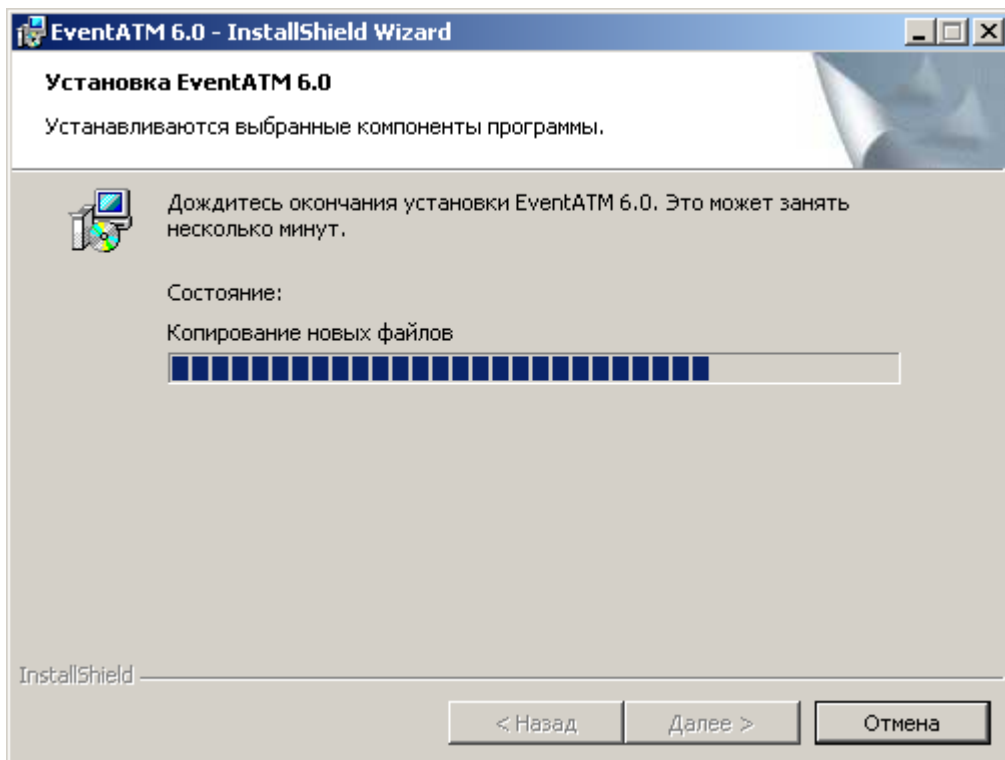 EventATM 6.0 - InstallShield Wizard
Установка EventATM 6.0
Устанавливаются выбранные компоненты программы.
Дождитесь окончания установки EventATM 6.0. Это может занять
несколько минут.
Состояние:
Копирование новых файлов
InstallShield
< Назад
Далее >
Отмена